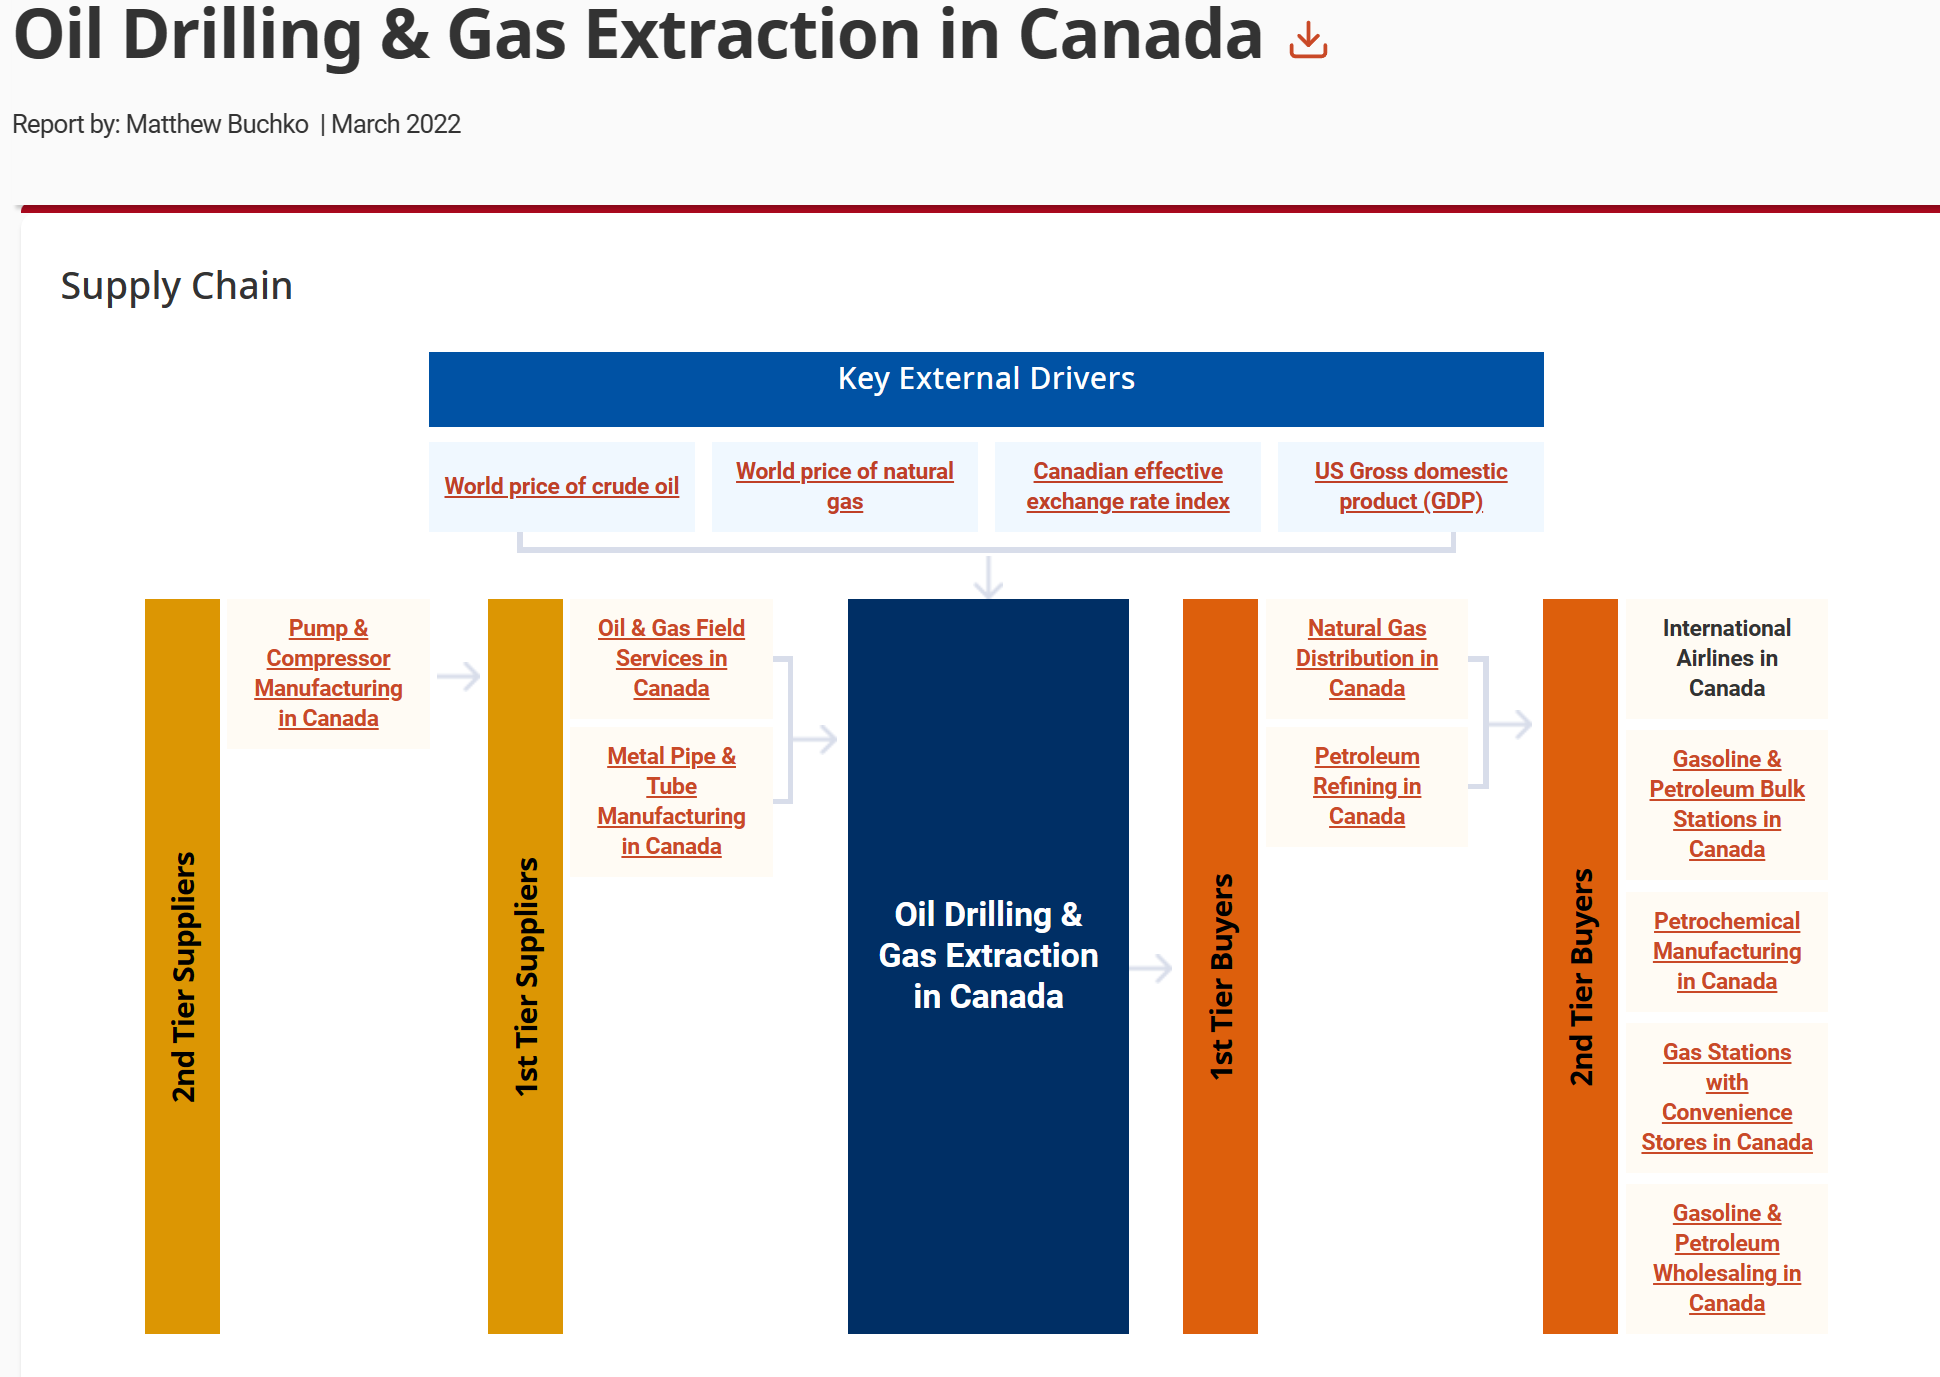 Oil Drilling & Gas Extraction in Canada
Report by: Matthew Buchko | March 2022
Supply Chain
Key External Drivers
World price of crude oil
World price of natural
gas
Canadian effective
exchange rate index
US Gross domestic
product (GDP)
2nd Tier Suppliers
Pump &
Compressor
Manufacturing
in Canada
1st Tier Suppliers
Oil & Gas Field
Services in
Canada
Metal Pipe &
Tube
Manufacturing
in Canada
Oil Drilling &
Gas Extraction
in Canada
1st Tier Buyers
Natural Gas
Distribution in
Canada
Petroleum
Refining in
Canada
2nd Tier Buyers
International
Airlines in
Canada
Gasoline &
Petroleum Bulk
Stations in
Canada
Petrochemical
Manufacturing
in Canada
Gas Stations
with
Convenience
Stores in Canada
Gasoline &
Petroleum
Wholesaling in
Canada